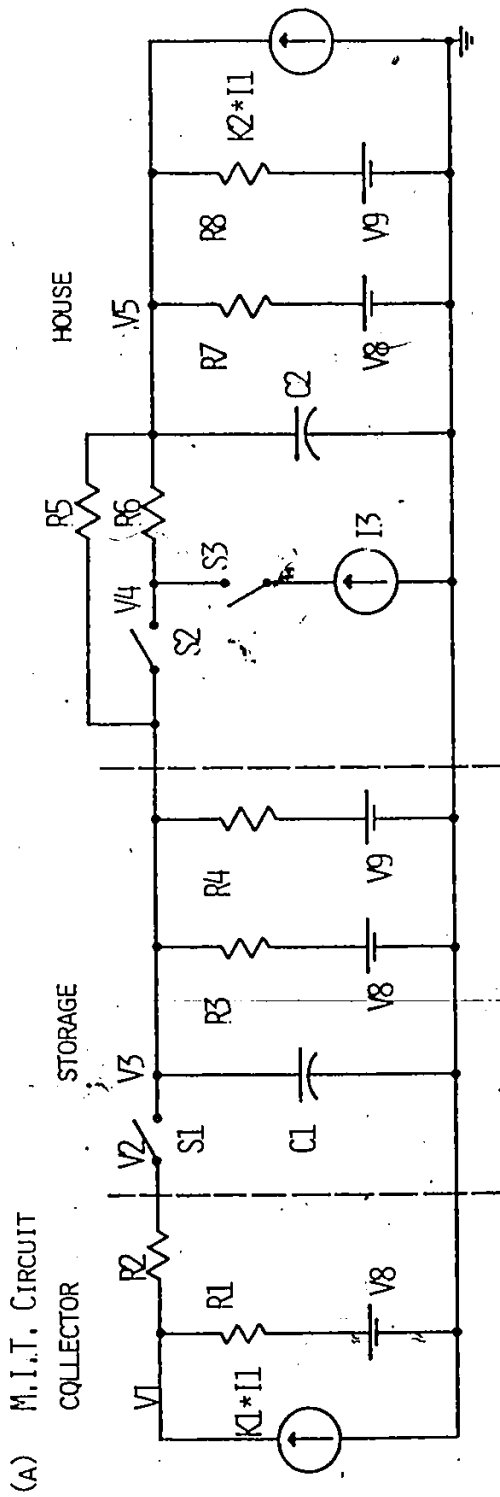 (A) M.I.T. CIRCUIT
COLLECTOR
STORAGE
HOUSE
V1
R2
V2
S1
V3
S2
V4
R5
R6
V5
K1*I1
R1
V8
C1
R3
V8
R4
V9
S3
I3
C2
R7
V8
R8
V9
K2*I1